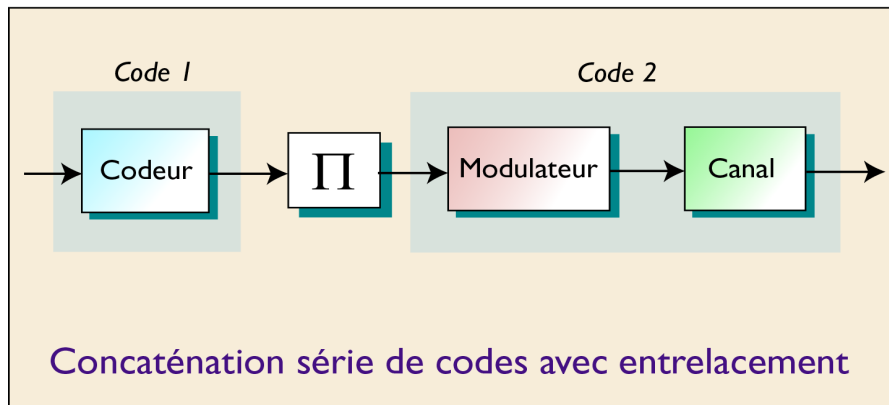 Code 1
Code 2
Codeur
Π
Modulateur
Canal
Concaténation série de codes avec entrelacement